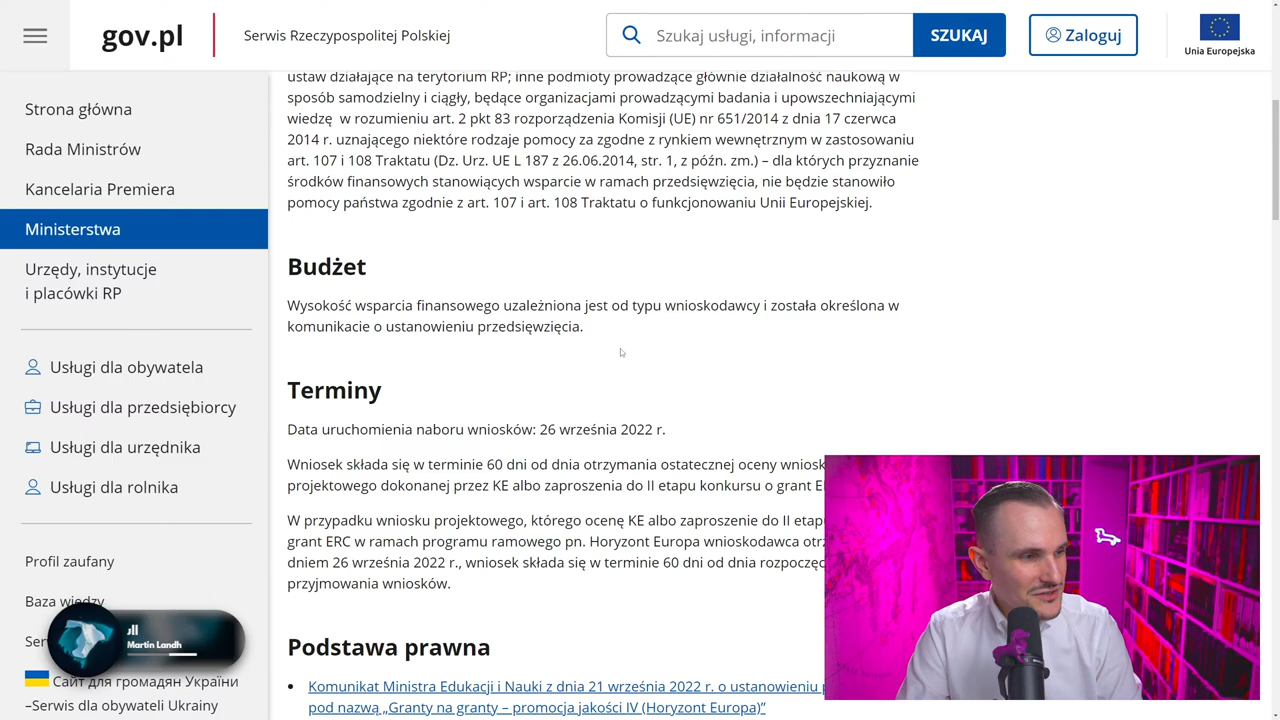 gov.pl
Serwis Rzeczypospolitej Polskiej
Szukaj usługi, informacji
SZUKAJ
Zaloguj
Unia Europejska
Strona główna
Rada Ministrów
Kancelaria Premiera
Ministerstwa
Urzędy, instytucje
i placówki RP
Usługi dla obywatela
Usługi dla przedsiębiorcy
Usługi dla urzędnika
Usługi dla rolnika
Profil zaufany
Baza wiedzy
Martin Landh
Сайт для громадян України
–Serwis dla obywateli Ukrainy
ustaw działające na terytorium RP; inne podmioty prowadzące głównie działalność naukową w
sposób samodzielny i ciągły, będące organizacjami prowadzącymi badania i upowszechniającymi
wiedzę w rozumieniu art. 2 pkt 83 rozporządzenia Komisji (UE) nr 651/2014 z dnia 17 czerwca
2014 r. uznającego niektóre rodzaje pomocy za zgodne z rynkiem wewnętrznym w zastosowaniu
art. 107 i 108 Traktatu (Dz. Urz. UE L 187 z 26.06.2014, str. 1, z późn. zm.) – dla których przyznanie
środków finansowych stanowiących wsparcie w ramach przedsięwzięcia, nie będzie stanowiło
pomocy państwa zgodnie z art. 107 i art. 108 Traktatu o funkcjonowaniu Unii Europejskiej.
Budżet
Wysokość wsparcia finansowego uzależniona jest od typu wnioskodawcy i została określona w
komunikacie o ustanowieniu przedsięwzięcia.
Terminy
Data uruchomienia naboru wniosków: 26 września 2022 r.
Wniosek składa się w terminie 60 dni od dnia otrzymania ostatecznej oceny
projektowego dokonanej przez KE albo zaproszenia do II etapu konkursu o grant
W przypadku wniosku projektowego, którego ocenę KE albo zaproszenie do II
grant ERC w ramach programu ramowego pn. Horyzont Europa wnioskodawca
dniem 26 września 2022 r., wniosek składa się w terminie 60 dni od dnia
przyjmowania wniosków.
Podstawa prawna
Komunikat Ministra Edukacji i Nauki z dnia 21 września 2022 r. o ustanowieniu
pod nazwą „Granty na granty – promocja jakości IV (Horyzont Europa)”